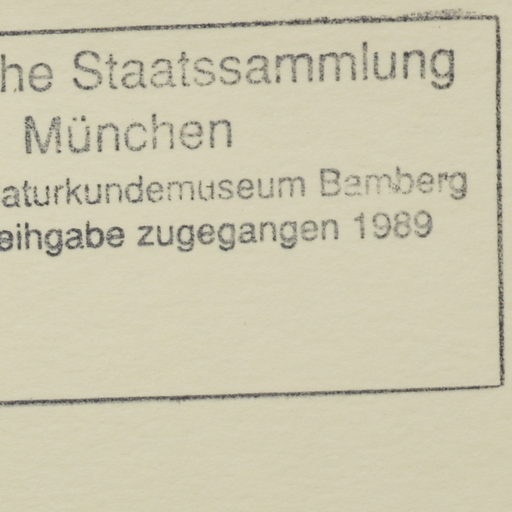 he Staatssammlung
München
aturkundemuseum Bamberg
eihgabe zugegangen 1989